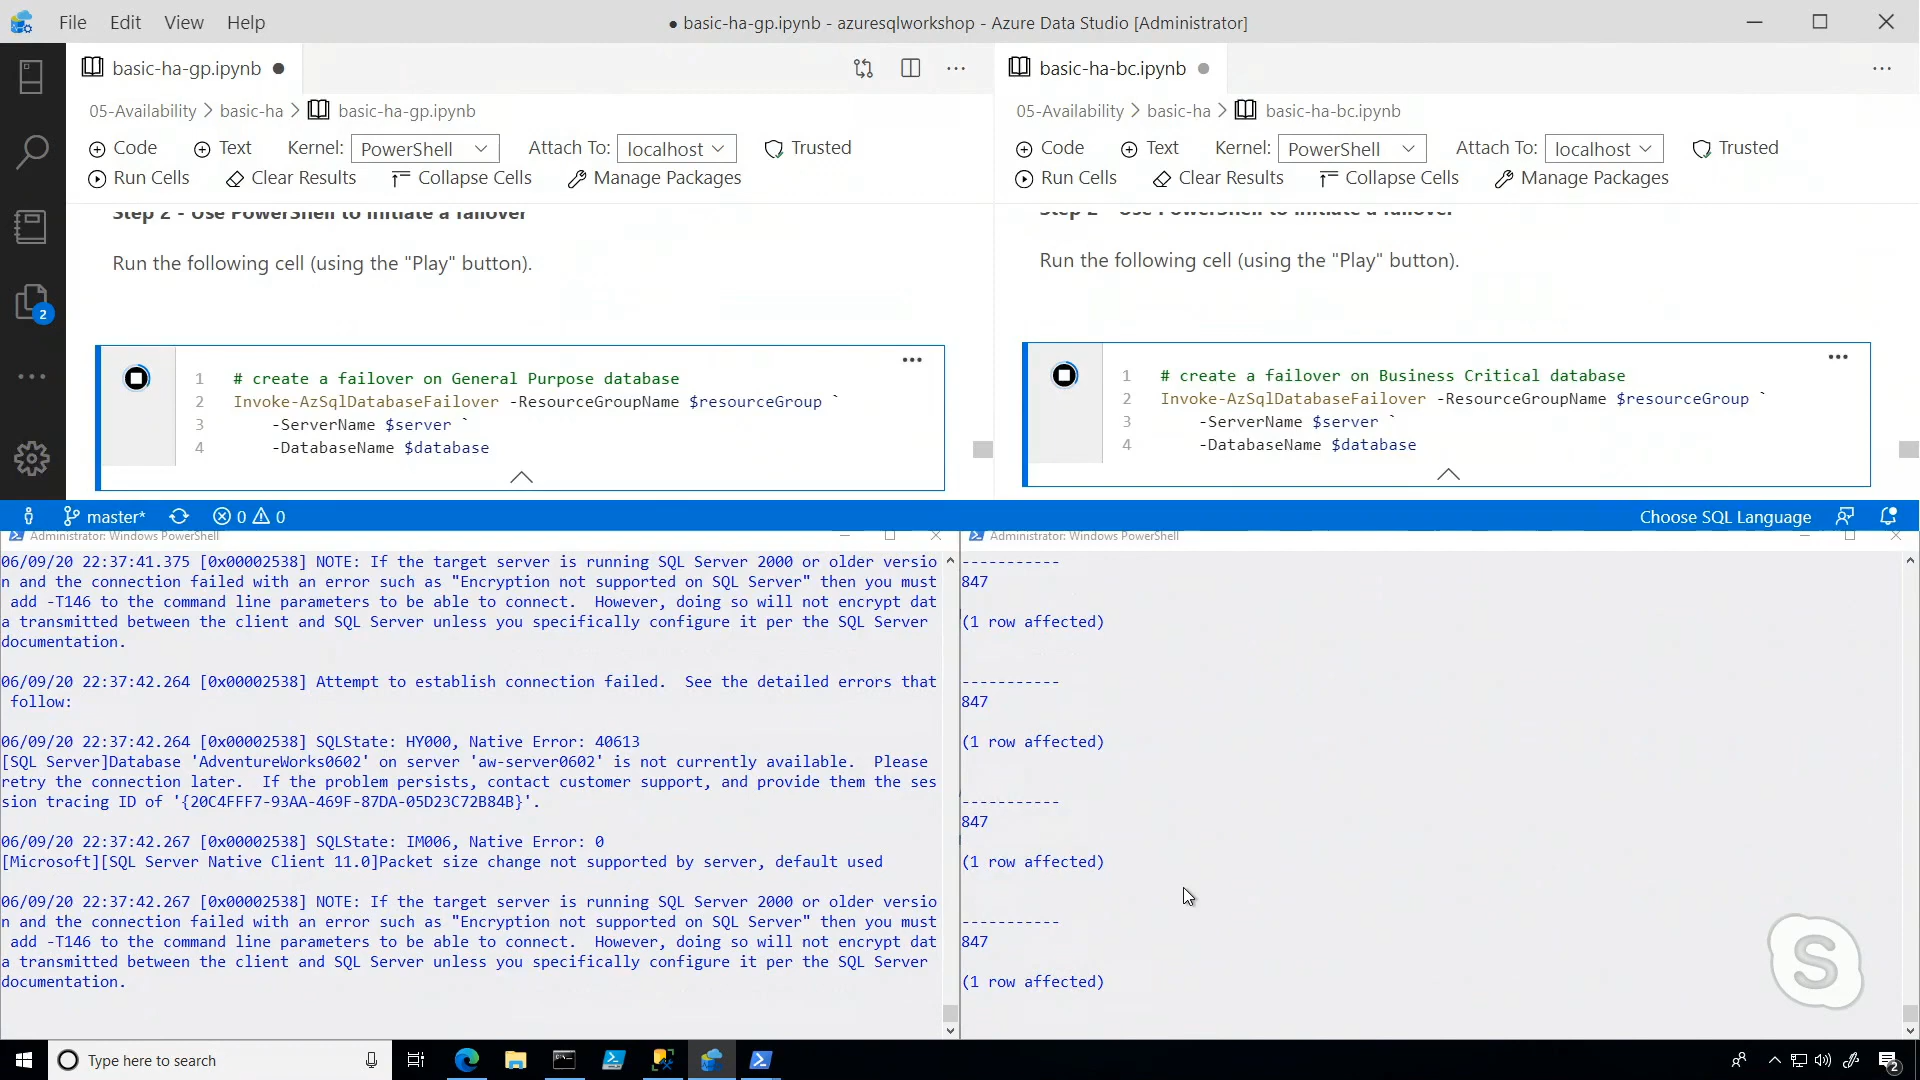 File Edit View Help
● basic-ha-gp.ipynb - azuresqlworkshop - Azure Data Studio [Administrator]
basic-ha-gp.ipynb ●
05-Availability > basic-ha > basic-ha-gp.ipynb
Code Text Kernel: PowerShell Attach To: localhost Trusted
Run Cells Clear Results Collapse Cells Manage Packages
Step 2 - Use PowerShell to initiate a failover
Run the following cell (using the "Play" button).
1 # create a failover on General Purpose database
2 Invoke-AzSqlDatabaseFailover -ResourceGroupName $resourceGroup `
3 -ServerName $server `
4 -DatabaseName $database
basic-ha-bc.ipynb ●
05-Availability > basic-ha > basic-ha-bc.ipynb
Code Text Kernel: PowerShell Attach To: localhost Trusted
Run Cells Clear Results Collapse Cells Manage Packages
Step 2 - Use PowerShell to initiate a failover
Run the following cell (using the "Play" button).
1 # create a failover on Business Critical database
2 Invoke-AzSqlDatabaseFailover -ResourceGroupName $resourceGroup `
3 -ServerName $server `
4 -DatabaseName $database
2
master* 0 0
Choose SQL Language
Administrator: Windows PowerShell
06/09/20 22:37:41.375 [0x00002538] NOTE: If the target server is running SQL Server 2000 or older versio
n and the connection failed with an error such as "Encryption not supported on SQL Server" then you must
add -T146 to the command line parameters to be able to connect. However, doing so will not encrypt dat
a transmitted between the client and SQL Server unless you specifically configure it per the SQL Server
documentation.
06/09/20 22:37:42.264 [0x00002538] Attempt to establish connection failed. See the detailed errors that
follow:
06/09/20 22:37:42.264 [0x00002538] SQLState: HY000, Native Error: 40613
[SQL Server]Database 'AdventureWorks0602' on server 'aw-server0602' is not currently available. Please
retry the connection later. If the problem persists, contact customer support, and provide them the ses
sion tracing ID of '{20C4FFF7-93AA-469F-87DA-05D23C72B84B}'.
06/09/20 22:37:42.267 [0x00002538] SQLState: IM006, Native Error: 0
[Microsoft][SQL Server Native Client 11.0]Packet size change not supported by server, default used
06/09/20 22:37:42.267 [0x00002538] NOTE: If the target server is running SQL Server 2000 or older versio
n and the connection failed with an error such as "Encryption not supported on SQL Server" then you must
add -T146 to the command line parameters to be able to connect. However, doing so will not encrypt dat
a transmitted between the client and SQL Server unless you specifically configure it per the SQL Server
documentation.
Administrator: Windows PowerShell
-----------
847
(1 row affected)
-----------
847
(1 row affected)
-----------
847
(1 row affected)
-----------
847
(1 row affected)
S
Type here to search
2